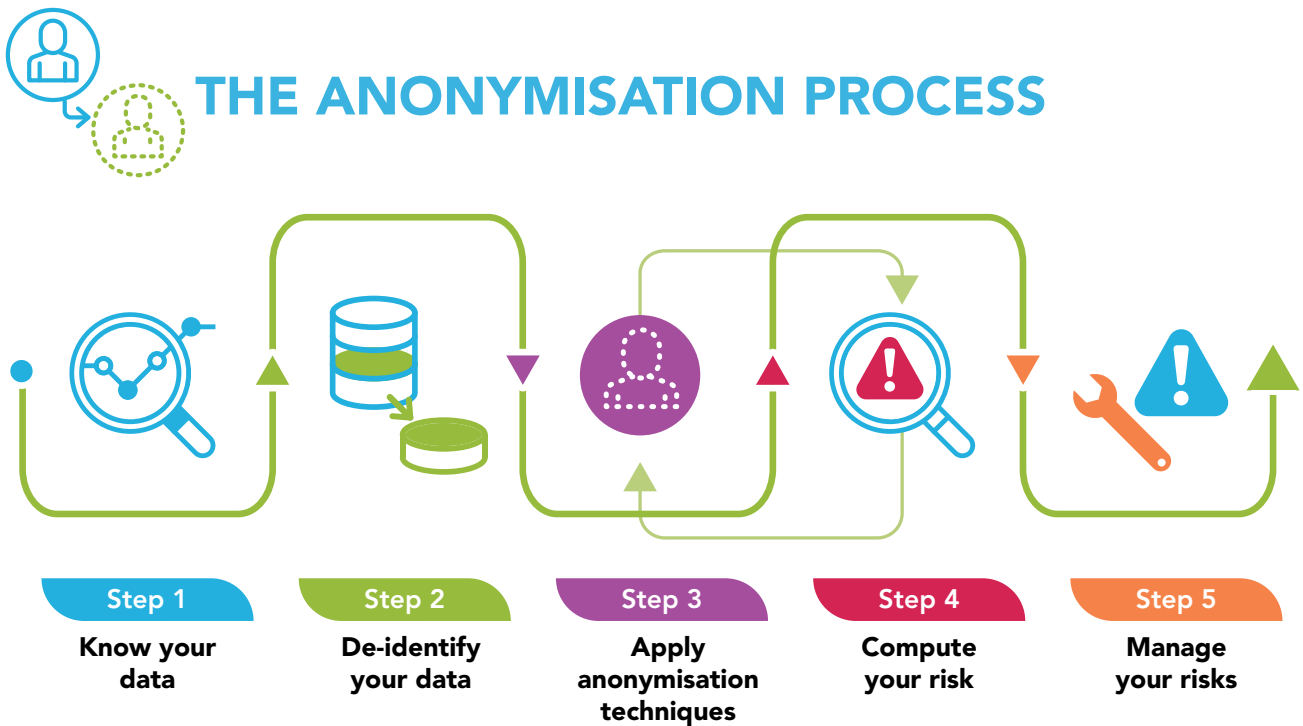 THE ANONYMISATION PROCESS
Step 1
Know your
data
Step 2
De-identify
your data
Step 3
Apply
anonymisation
techniques
Step 4
Compute
your risk
Step 5
Manage
your risks